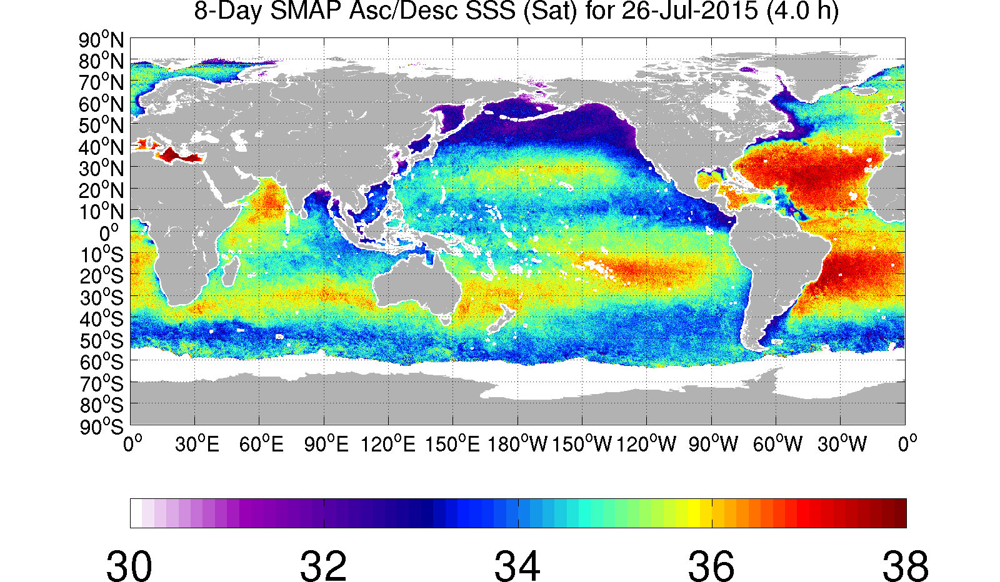 8-Day SMAP Asc/Desc SSS (Sat) for 26-Jul-2015 (4.0 h)
90°N
80°N
70°N
60°N
50°N
40°N
30°N
20°N
10°N
0°
10°S
20°S
30°S
40°S
50°S
60°S
70°S
80°S
90°S
0° 30°E 60°E 90°E 120°E 150°E 180°W 150°W 120°W 90°W 60°W 30°W 0°
30 32 34 36 38